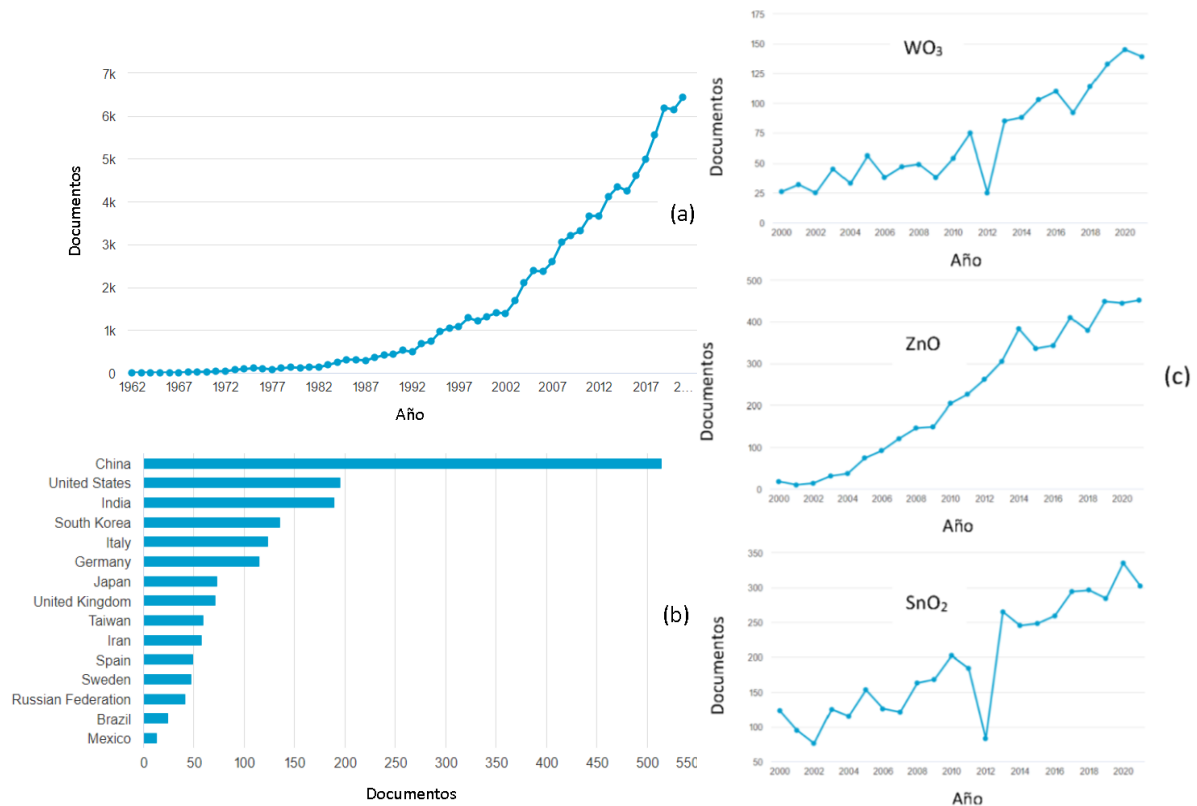 7k
6k
5k
4k
3k
2k
1k
0
Documentos
(a)
1962 1967 1972 1977 1982 1987 1992 1997 2002 2007 2012 2017 2...
Año
China
United States
India
South Korea
Italy
Germany
Japan
United Kingdom
Taiwan
Iran
Spain
Sweden
Russian Federation
Brazil
Mexico
(b)
0 50 100 150 200 250 300 350 400 450 500 550
Documentos
175
150
125
100
75
50
25
0
WO₃
Documentos
2000 2002 2004 2006 2008 2010 2012 2014 2016 2018 2020
Año
500
400
300
200
100
0
ZnO
Documentos
(c)
2000 2002 2004 2006 2008 2010 2012 2014 2016 2018 2020
Año
350
300
250
200
150
100
50
SnO₂
Documentos
2000 2002 2004 2006 2008 2010 2012 2014 2016 2018 2020
Año